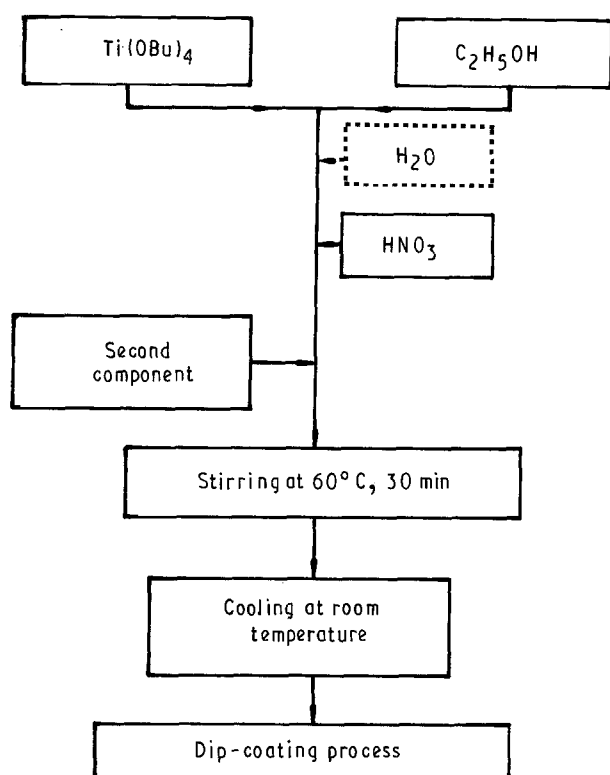 Ti(OBu)4
C2H5OH
H2O
HNO3
Second
component
Stirring at 60° C, 30 min
Cooling at room
temperature
Dip-coating process